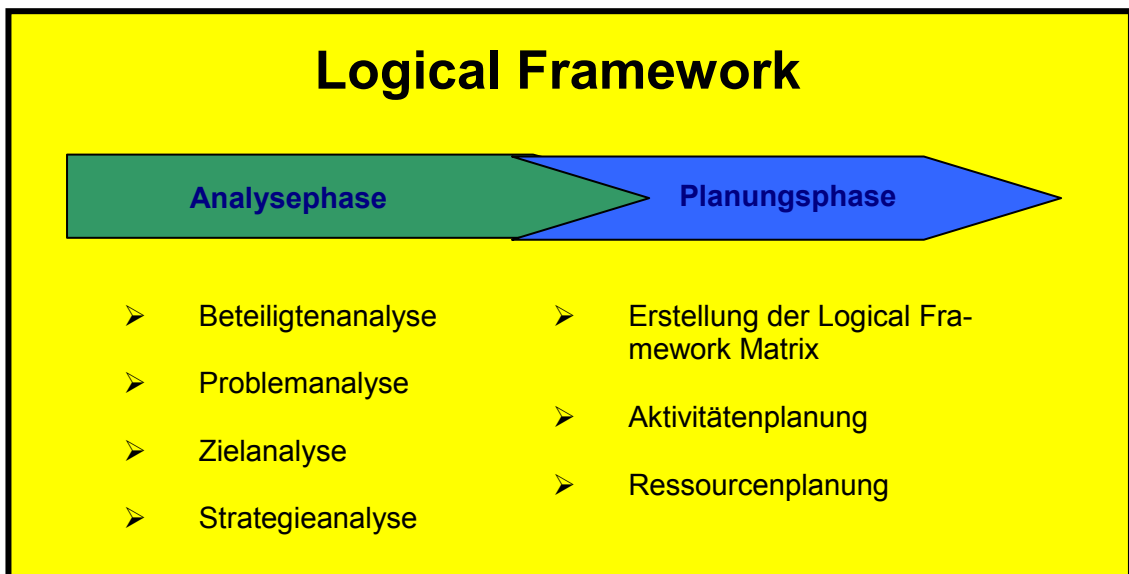 Logical Framework
Analysephase
Planungsphase
➢ Beteiligtenanalyse
➢ Problemanalyse
➢ Zielanalyse
➢ Strategieanalyse
➢ Erstellung der Logical Fra-
mework Matrix
➢ Aktivitätenplanung
➢ Ressourcenplanung